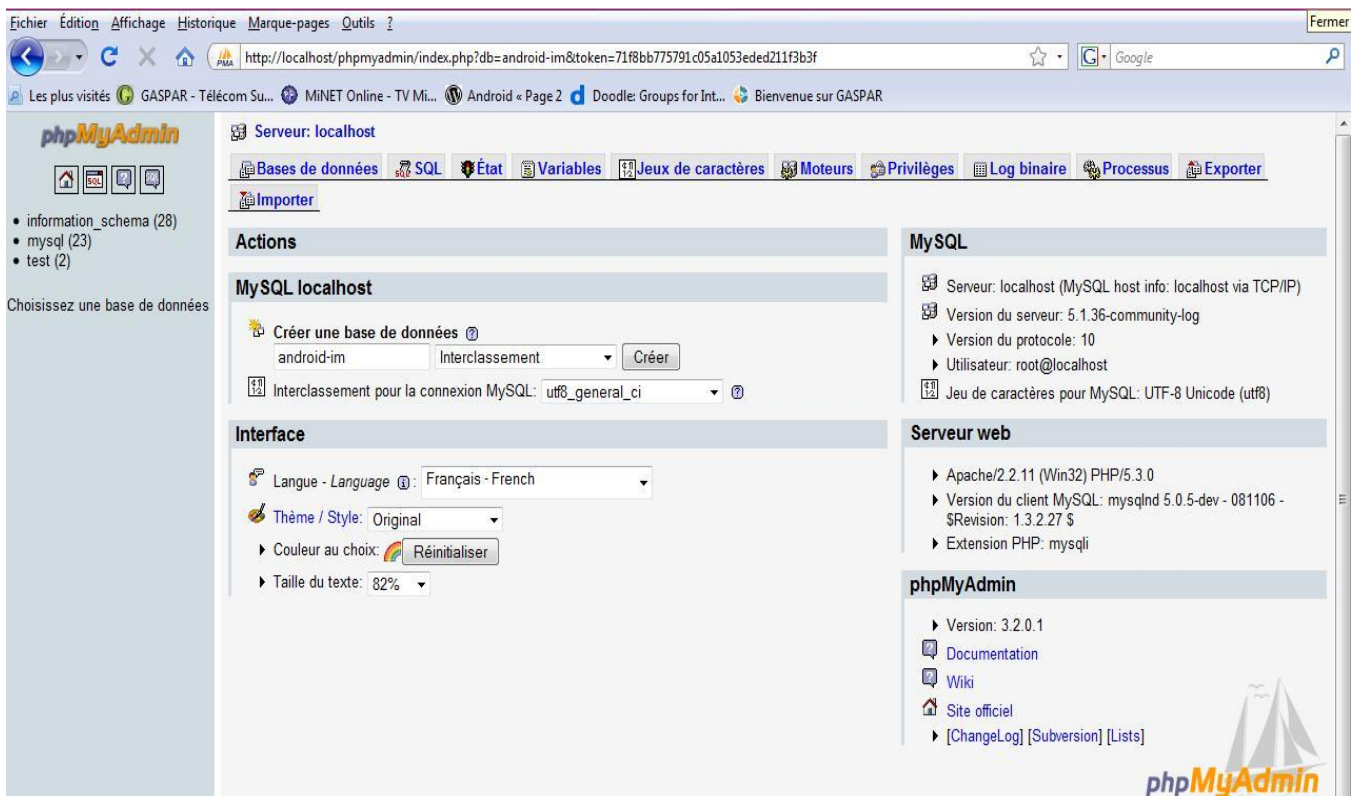 Fichier Édition Affichage Historique Marque-pages Outils ?
Fermer
PMA http://localhost/phpmyadmin/index.php?db=android-im&token=71f8bb775791c05a1053eded211f3b3f
G Google
Les plus visités GASPAR - Télécom Su... MiNET Online - TV Mi... Android « Page 2 Doodle: Groups for Int... Bienvenue sur GASPAR
phpMyAdmin
SQL
information_schema (28)
mysql (23)
test (2)
Choisissez une base de données
Serveur: localhost
Bases de données SQL État Variables Jeux de caractères Moteurs Privilèges Log binaire Processus Exporter
Importer
Actions
MySQL localhost
Créer une base de données
android-im Interclassement Créer
Interclassement pour la connexion MySQL: utf8_general_ci
Interface
Langue - Language : Français - French
Thème / Style: Original
Couleur au choix: Réinitialiser
Taille du texte: 82%
MySQL
Serveur: localhost (MySQL host info: localhost via TCP/IP)
Version du serveur: 5.1.36-community-log
Version du protocole: 10
Utilisateur: root@localhost
Jeu de caractères pour MySQL: UTF-8 Unicode (utf8)
Serveur web
Apache/2.2.11 (Win32) PHP/5.3.0
Version du client MySQL: mysqlnd 5.0.5-dev - 081106 -
$Revision: 1.3.2.27 $
Extension PHP: mysqli
phpMyAdmin
Version: 3.2.0.1
Documentation
Wiki
Site officiel
[ChangeLog] [Subversion] [Lists]
phpMyAdmin